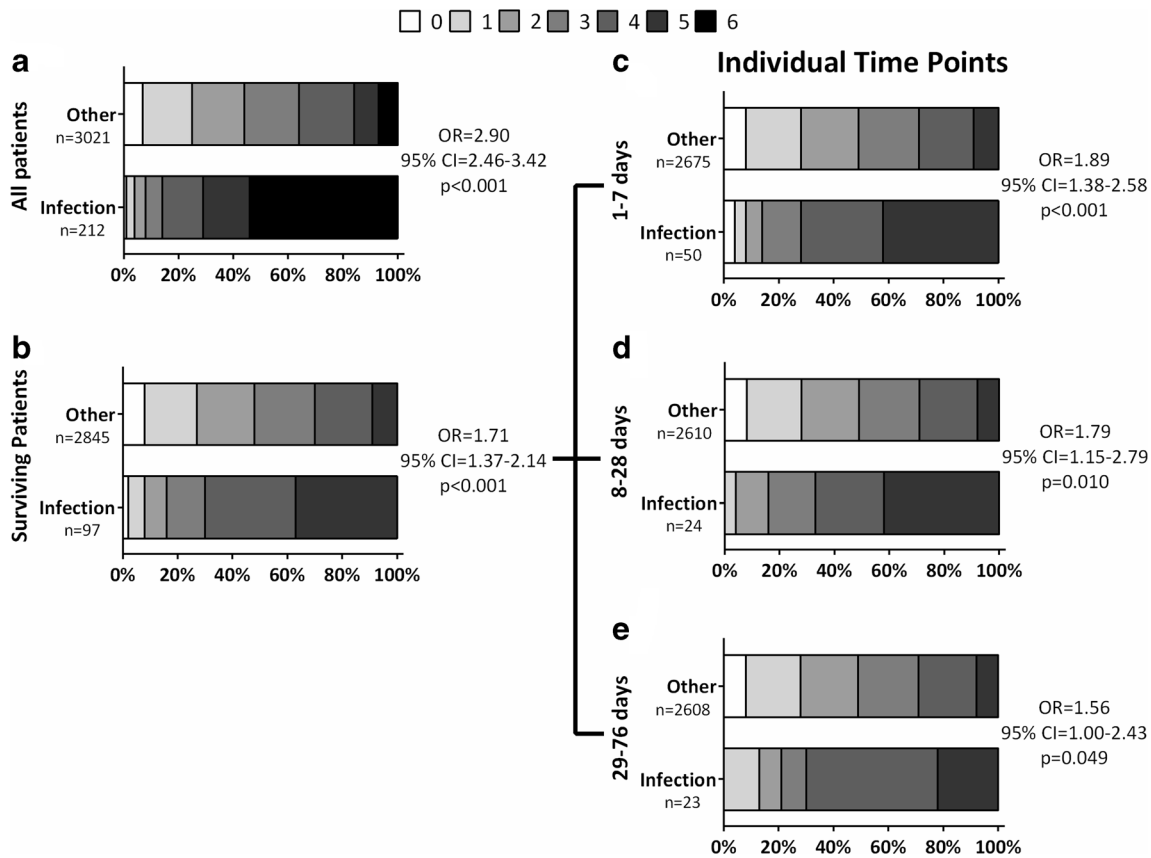 0 1 2 3 4 5 6
a
All patients
Other
n=3021
Infection
n=212
0% 20% 40% 60% 80% 100%
OR=2.90
95% CI=2.46-3.42
p<0.001
b
Surviving Patients
Other
n=2845
Infection
n=97
0% 20% 40% 60% 80% 100%
OR=1.71
95% CI=1.37-2.14
p<0.001
Individual Time Points
c
1-7 days
Other
n=2675
Infection
n=50
0% 20% 40% 60% 80% 100%
OR=1.89
95% CI=1.38-2.58
p<0.001
d
8-28 days
Other
n=2610
Infection
n=24
0% 20% 40% 60% 80% 100%
OR=1.79
95% CI=1.15-2.79
p=0.010
e
29-76 days
Other
n=2608
Infection
n=23
0% 20% 40% 60% 80% 100%
OR=1.56
95% CI=1.00-2.43
p=0.049